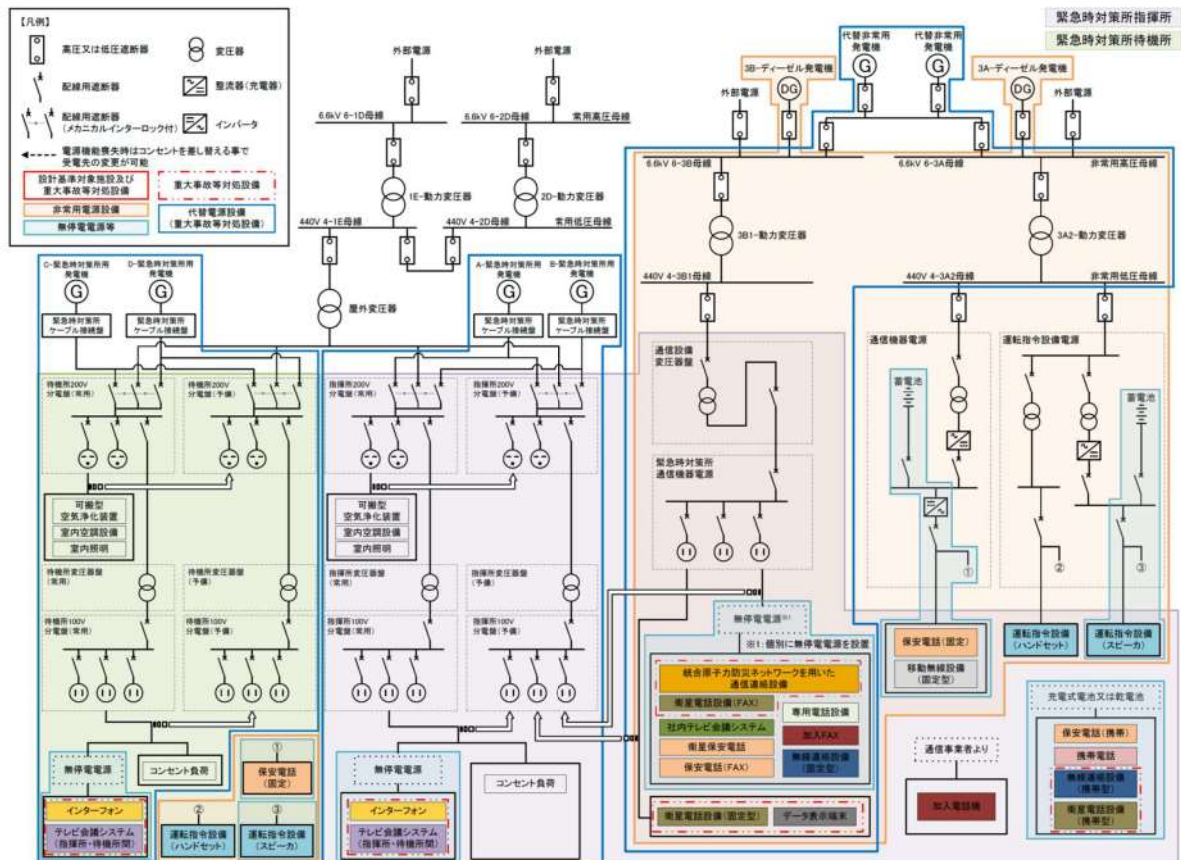 【凡例】
高圧又は低圧遮断器
変圧器
配線用遮断器
整流器(充電器)
配線用遮断器
(メカニカルインターロック付)
インバータ
電源機能喪失時はコンセントを差し替える事で
受電先の変更が可能
設計基準対象施設及び
重大事故等対処設備
重大事故等対処設備
非常用電源設備
代替電源設備
(重大事故等対処設備)
無停電電源等
緊急時対策所指揮所
緊急時対策所待機所
外部電源
外部電源
6.6kV 6-1D母線
6.6kV 6-2D母線
常用高圧母線
1E-動力変圧器
2D-動力変圧器
440V 4-1E母線
440V 4-2D母線
常用低圧母線
屋外変圧器
代替非常用
発電機
代替非常用
発電機
G
G
3B-ディーゼル発電機
3A-ディーゼル発電機
DG
DG
外部電源
外部電源
6.6kV 6-3B母線
6.6kV 6-3A母線
非常用高圧母線
3B1-動力変圧器
3A2-動力変圧器
440V 4-3B1母線
440V 4-3A2母線
非常用低圧母線
C-緊急時対策所用
発電機
D-緊急時対策所用
発電機
A-緊急時対策所用
発電機
B-緊急時対策所用
発電機
G
G
G
G
緊急時対策所
ケーブル接続盤
緊急時対策所
ケーブル接続盤
緊急時対策所
ケーブル接続盤
緊急時対策所
ケーブル接続盤
待機所200V
分電盤(常用)
待機所200V
分電盤(予備)
指揮所200V
分電盤(常用)
指揮所200V
分電盤(予備)
可搬型
空気浄化装置
室内空調設備
室内照明
可搬型
空気浄化装置
室内空調設備
室内照明
待機所変圧器盤
(常用)
待機所変圧器盤
(予備)
指揮所変圧器盤
(常用)
指揮所変圧器盤
(予備)
待機所100V
分電盤(常用)
待機所100V
分電盤(予備)
指揮所100V
分電盤(常用)
指揮所100V
分電盤(予備)
通信設備
変圧器盤
緊急時対策所
通信機器電源
通信機器電源
蓄電池
運転指令設備電源
蓄電池
①
②
③
無停電電源
コンセント負荷
インターフォン
テレビ会議システム
(指揮所・待機所間)
①
保安電話
(固定)
②
運転指令設備
(ハンドセット)
③
運転指令設備
(スピーカ)
無停電電源
コンセント負荷
インターフォン
テレビ会議システム
(指揮所・待機所間)
無停電電源※1
※1:個別に無停電電源を設置
統合原子力防災ネットワークを用いた
通信連絡設備
衛星電話設備(FAX)
専用電話設備
社内テレビ会議システム
加入FAX
衛星保安電話
無線連絡設備
(固定型)
保安電話(FAX)
衛星電話設備(固定型)
データ表示端末
保安電話(固定)
移動無線設備
(固定型)
運転指令設備
(ハンドセット)
運転指令設備
(スピーカ)
通信事業者より
加入電話機
充電式電池又は乾電池
保安電話(携帯)
携帯電話
無線連絡設備
(携帯型)
衛星電話設備
(携帯型)